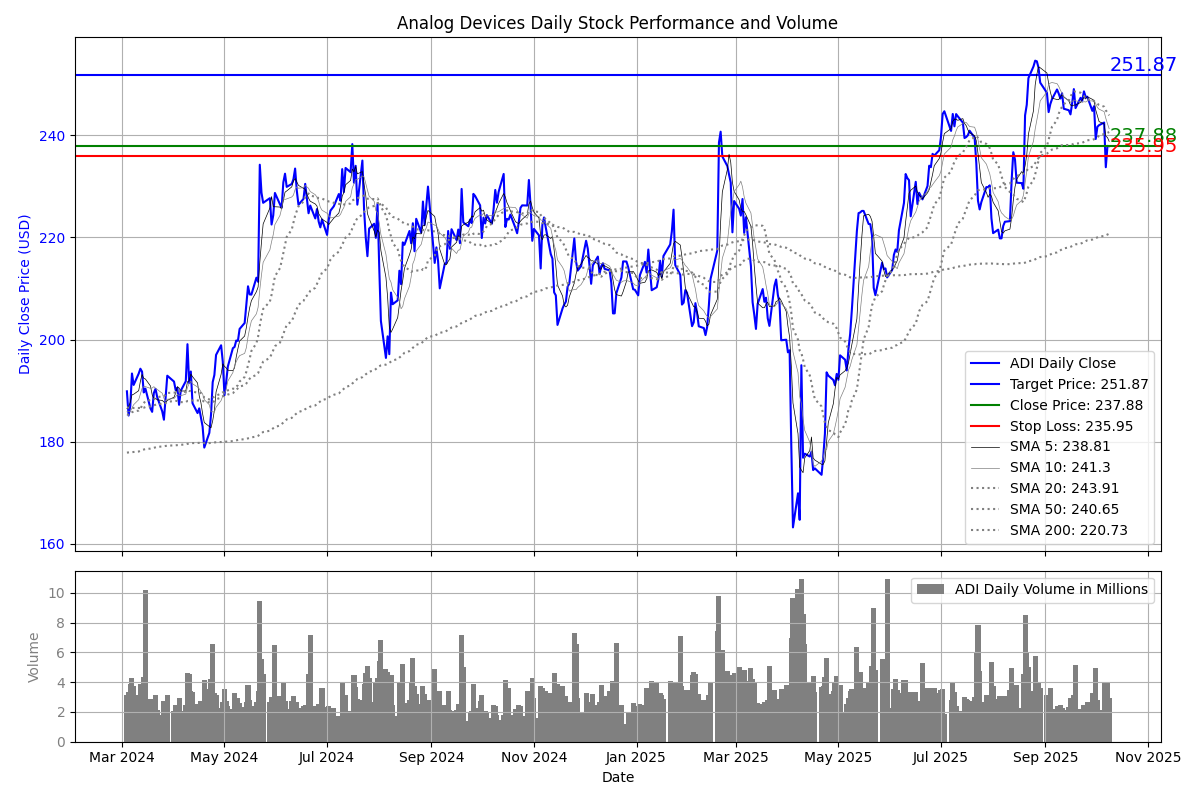 Analog Devices Daily Stock Performance and Volume
Daily Close Price (USD)
240
220
200
180
160
251.87
237.88
235.95
ADI Daily Close
Target Price: 251.87
Close Price: 237.88
Stop Loss: 235.95
SMA 5: 238.81
SMA 10: 241.3
SMA 20: 243.91
SMA 50: 240.65
SMA 200: 220.73
Volume
10
8
6
4
2
0
ADI Daily Volume in Millions
Mar 2024 May 2024 Jul 2024 Sep 2024 Nov 2024 Jan 2025 Mar 2025 May 2025 Jul 2025 Sep 2025 Nov 2025
Date